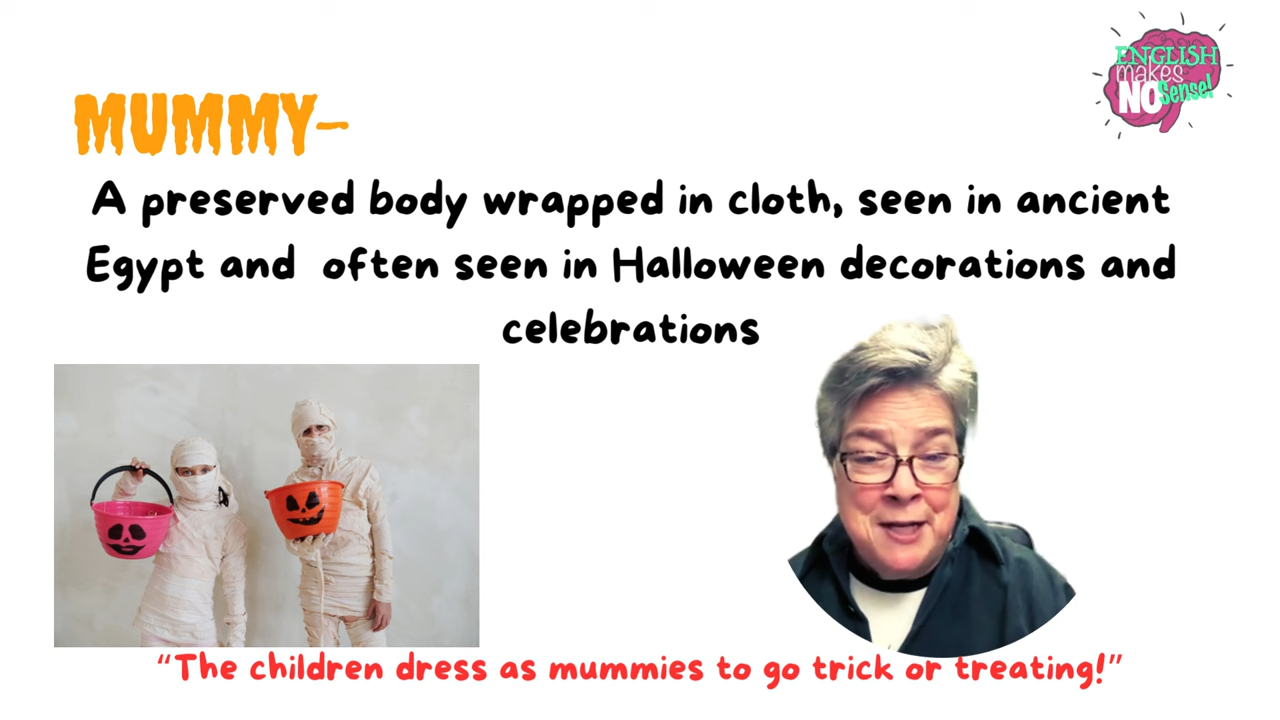 ENGLISH
makes
NO Sense!
MUMMY-
A preserved body wrapped in cloth, seen in ancient
Egypt and often seen in Halloween decorations and
celebrations
“The children dress as mummies to go trick or treating!”